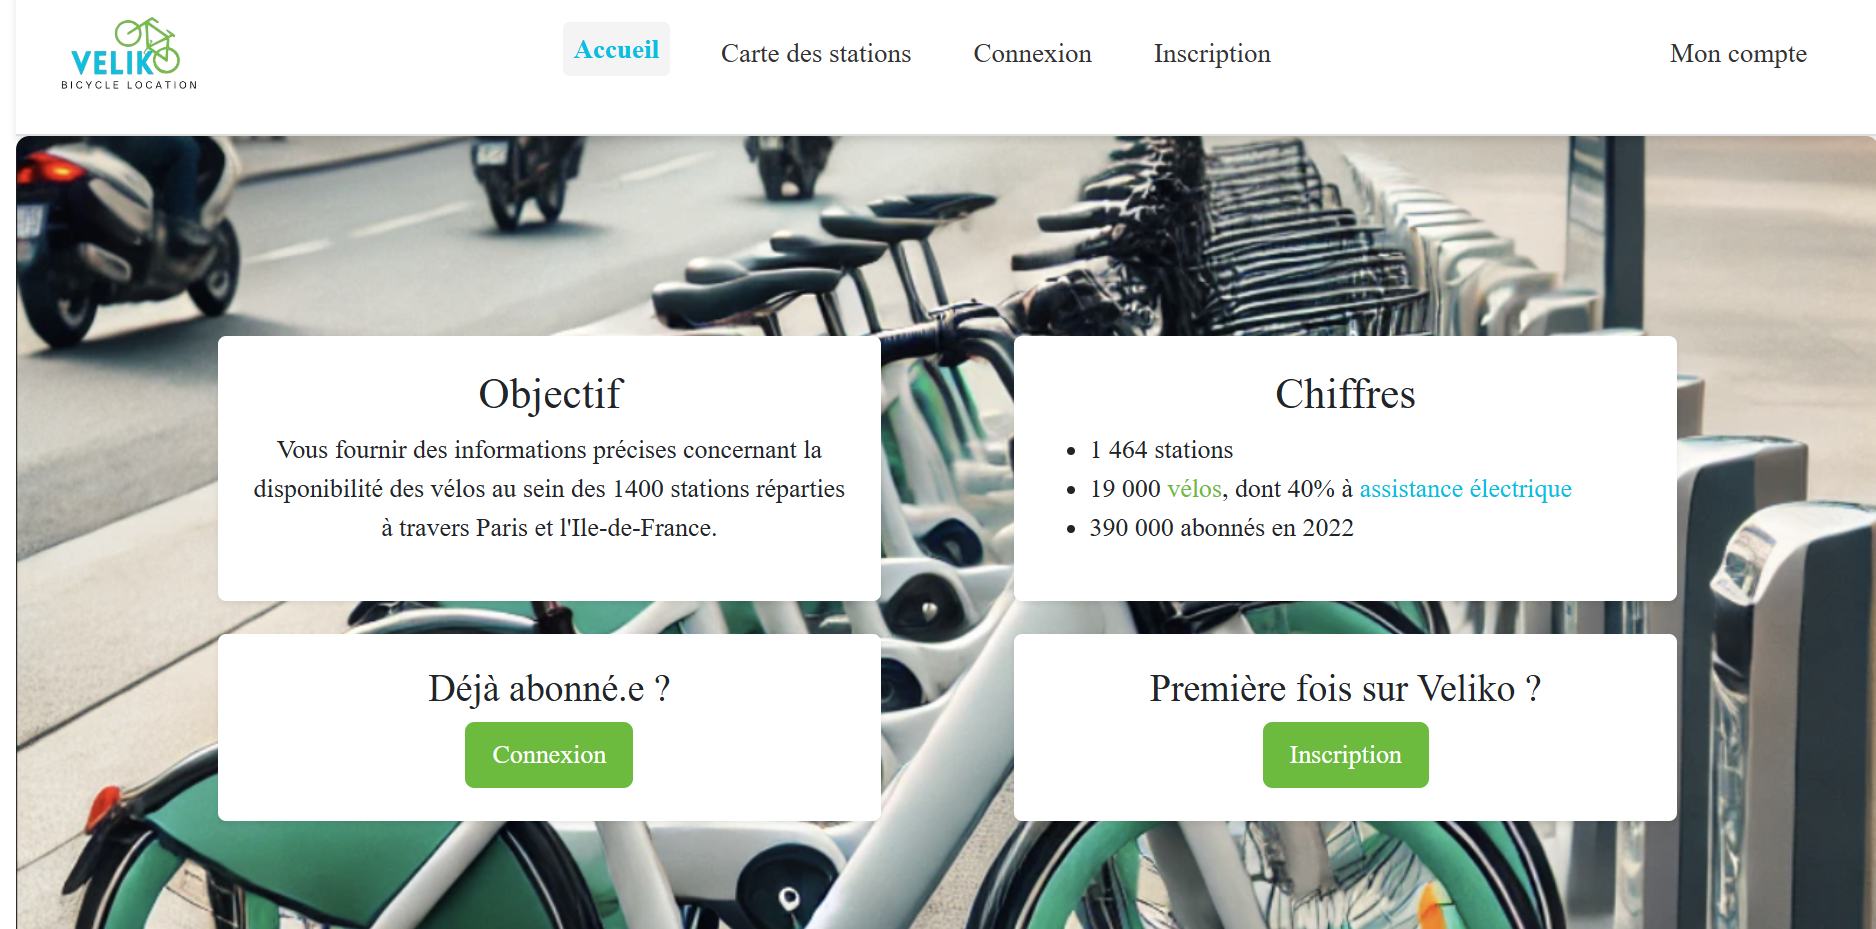 VELIKO
BICYCLE LOCATION
Accueil
Carte des stations
Connexion
Inscription
Mon compte
Objectif
Vous fournir des informations précises concernant la
disponibilité des vélos au sein des 1400 stations réparties
à travers Paris et l'Ile-de-France.
Chiffres
1 464 stations
19 000 vélos, dont 40% à assistance électrique
390 000 abonnés en 2022
Déjà abonné.e ?
Connexion
Première fois sur Veliko ?
Inscription